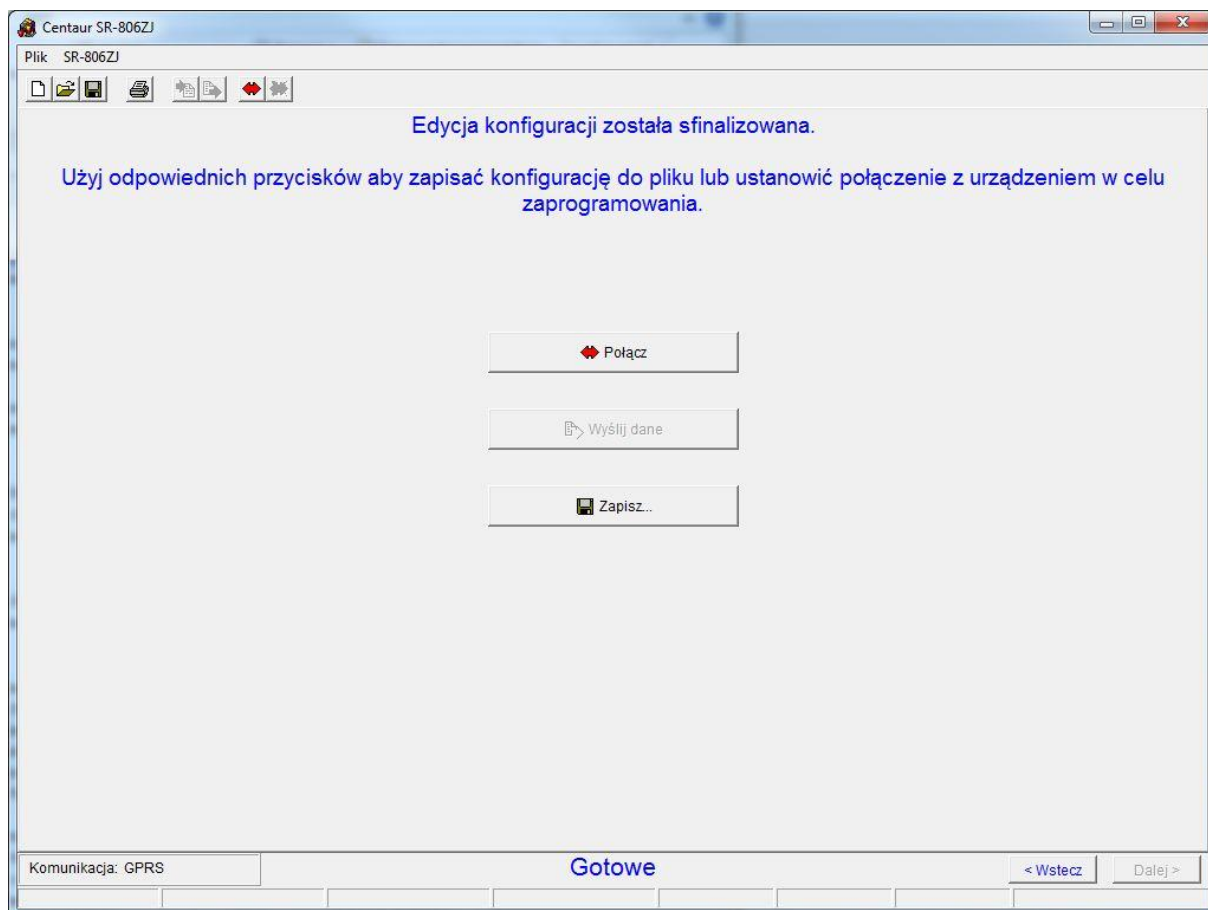 Centaur SR-806ZJ
Plik SR-806ZJ
Edycja konfiguracji została sfinalizowana.
Użyj odpowiednich przycisków aby zapisać konfigurację do pliku lub ustanowić połączenie z urządzeniem w celu
zaprogramowania.
Połącz
Wyślij dane
Zapisz...
Komunikacja: GPRS Gotowe < Wstecz Dalej >